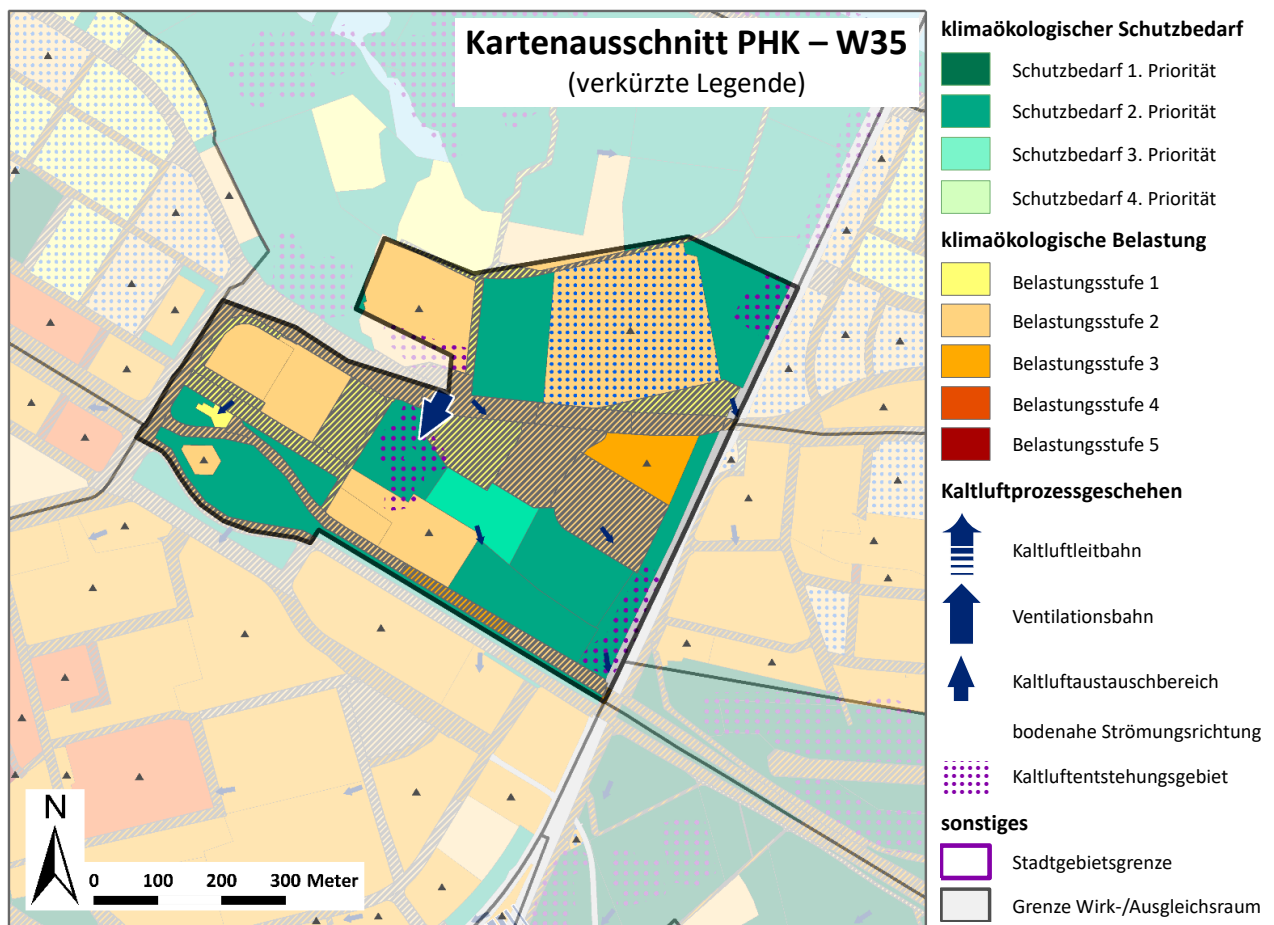 Kartenausschnitt PHK – W35
(verkürzte Legende)
N
0 100 200 300 Meter
klimaökologischer Schutzbedarf
Schutzbedarf 1. Priorität
Schutzbedarf 2. Priorität
Schutzbedarf 3. Priorität
Schutzbedarf 4. Priorität
klimaökologische Belastung
Belastungsstufe 1
Belastungsstufe 2
Belastungsstufe 3
Belastungsstufe 4
Belastungsstufe 5
Kaltluftprozessgeschehen
Kaltluftleitbahn
Ventilationsbahn
Kaltluftaustauschbereich
bodenahe Strömungsrichtung
Kaltluftentstehungsgebiet
sonstiges
Stadtgebietsgrenze
Grenze Wirk-/Ausgleichsraum